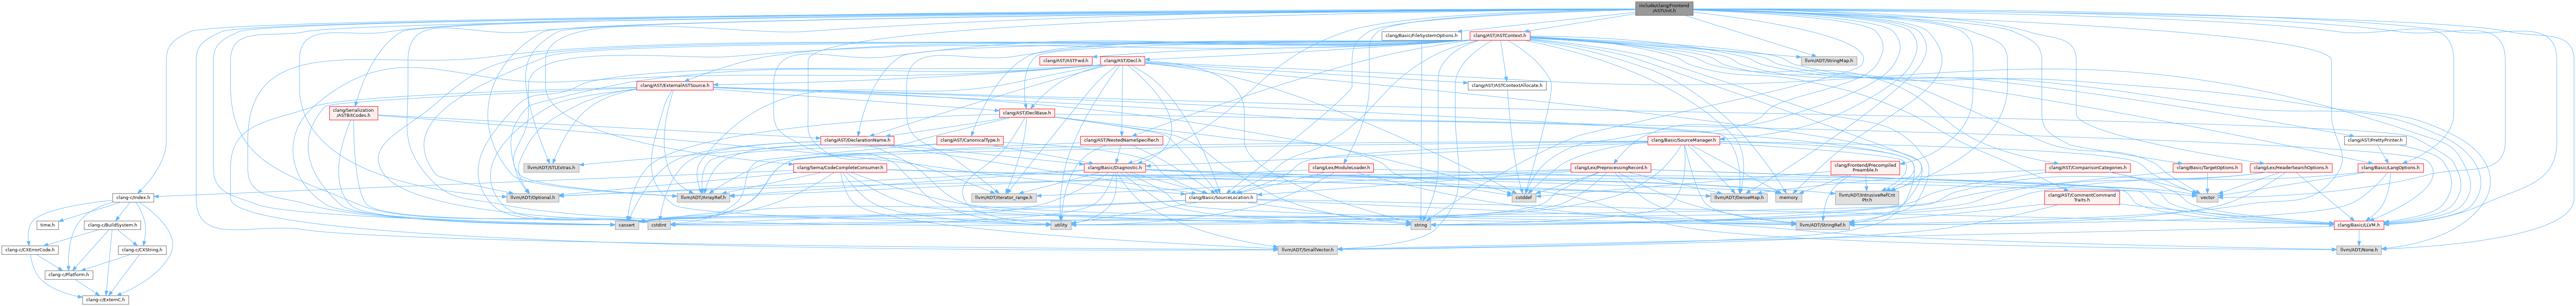 include/clang/Frontend
/ASTUnit.h
clang/Basic/FileSystemOptions.h
clang/AST/ASTContext.h
clang/AST/ASTFwd.h
clang/AST/Decl.h
llvm/ADT/StringMap.h
clang/AST/ExternalASTSource.h
clang/AST/ASTContextAllocate.h
clang/Serialization
/ASTBitCodes.h
clang/AST/DeclBase.h
clang/AST/DeclarationName.h
clang/AST/CanonicalType.h
clang/AST/NestedNameSpecifier.h
clang/Basic/SourceManager.h
clang/AST/PrettyPrinter.h
llvm/ADT/STLExtras.h
clang/Sema/CodeCompleteConsumer.h
clang/Basic/Diagnostic.h
clang/Lex/ModuleLoader.h
clang/Lex/PreprocessingRecord.h
clang/Frontend/Precompiled
Preamble.h
clang/AST/ComparisonCategories.h
clang/Basic/TargetOptions.h
clang/Lex/HeaderSearchOptions.h
clang/Basic/LangOptions.h
clang-c/Index.h
llvm/ADT/Optional.h
llvm/ADT/ArrayRef.h
llvm/ADT/iterator_range.h
clang/Basic/SourceLocation.h
cstddef
llvm/ADT/DenseMap.h
memory
llvm/ADT/IntrusiveRefCnt
Ptr.h
clang/AST/CommentCommand
Traits.h
vector
time.h
clang-c/BuildSystem.h
cassert
cstdint
utility
string
llvm/ADT/StringRef.h
clang/Basic/LLVM.h
clang-c/CXErrorCode.h
clang-c/CXString.h
llvm/ADT/SmallVector.h
llvm/ADT/None.h
clang-c/Platform.h
clang-c/ExternC.h